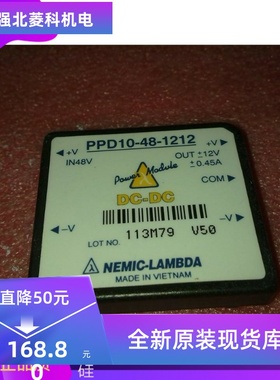 强北菱科机电
PPD10-48-1212
+V
IN48V
Power Module
+V
OUT ±12V
±0.45A
COM
DC-DC
-V
-V
LOT NO. 113M79 V50
NEMIC-LAMBDA
MADE IN VIETNAM
直降50元
168.8
元
0
全新原装现货库
硅